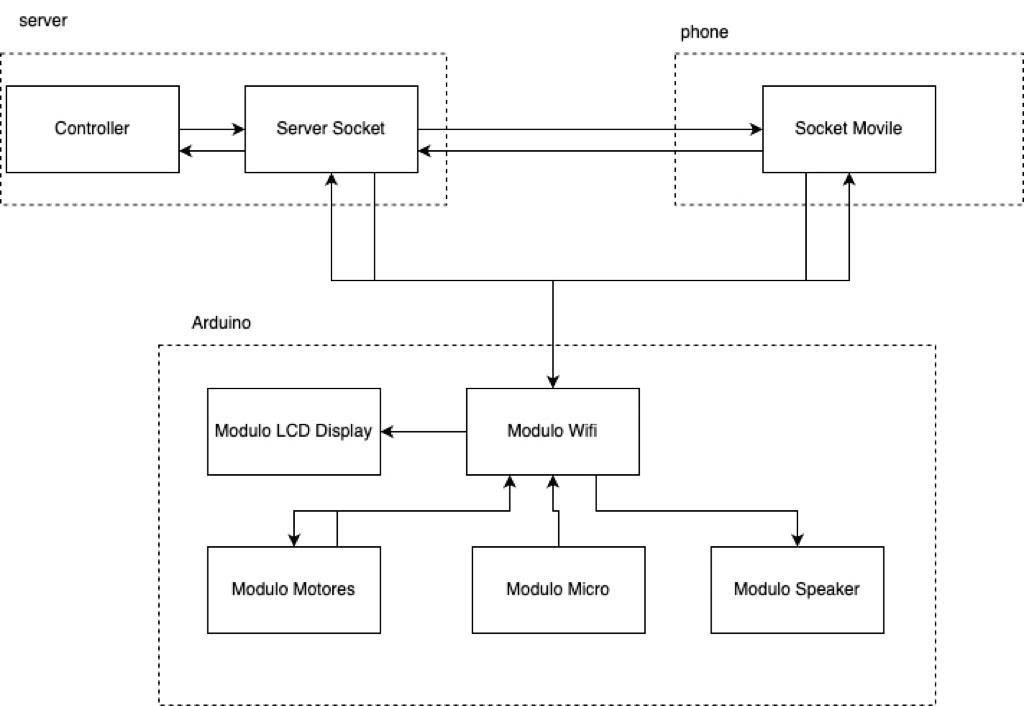 server
phone
Controller
Server Socket
Socket Movile
Arduino
Modulo LCD Display
Modulo Wifi
Modulo Motores
Modulo Micro
Modulo Speaker